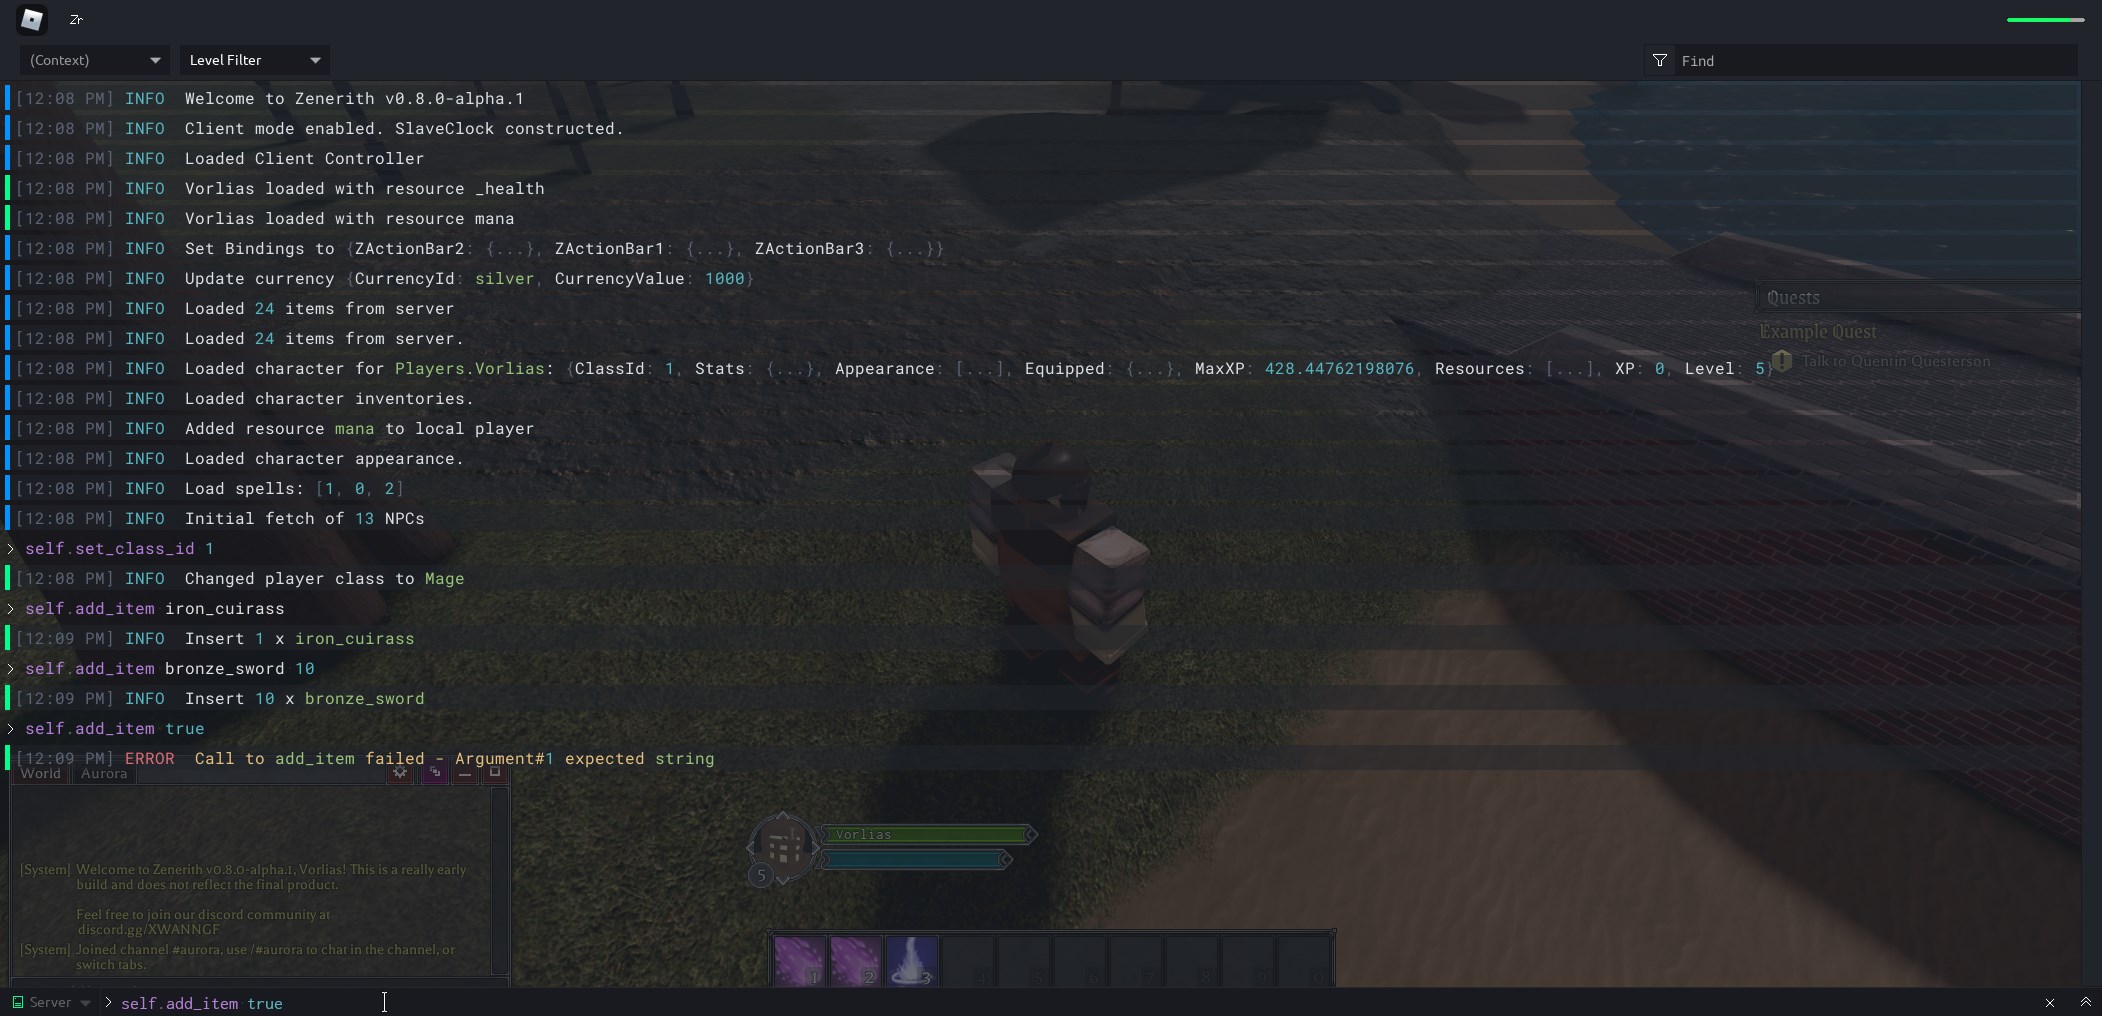 Zr
(Context) Level Filter Find
[12:08 PM] INFO Welcome to Zenerith v0.8.0-alpha.1
[12:08 PM] INFO Client mode enabled. SlaveClock constructed.
[12:08 PM] INFO Loaded Client Controller
[12:08 PM] INFO Vorlias loaded with resource _health
[12:08 PM] INFO Vorlias loaded with resource mana
[12:08 PM] INFO Set Bindings to {ZActionBar2: {...}, ZActionBar1: {...}, ZActionBar3: {...}}
[12:08 PM] INFO Update currency {CurrencyId: silver, CurrencyValue: 1000}
[12:08 PM] INFO Loaded 24 items from server
[12:08 PM] INFO Loaded 24 items from server.
[12:08 PM] INFO Loaded character for Players.Vorlias: {ClassId: 1, Stats: {...}, Appearance: [...], Equipped: {...}, MaxXP: 428.44762198076, Resources: [...], XP: 0, Level: 5}
[12:08 PM] INFO Loaded character inventories.
[12:08 PM] INFO Added resource mana to local player
[12:08 PM] INFO Loaded character appearance.
[12:08 PM] INFO Load spells: [1, 0, 2]
[12:08 PM] INFO Initial fetch of 13 NPCs
> self.set_class_id 1
[12:08 PM] INFO Changed player class to Mage
> self.add_item iron_cuirass
[12:09 PM] INFO Insert 1 x iron_cuirass
> self.add_item bronze_sword 10
[12:09 PM] INFO Insert 10 x bronze_sword
> self.add_item true
[12:09 PM] ERROR Call to add_item failed - Argument#1 expected string
Quests
Example Quest
Talk to Quentin Questerson
World Aurora
[System] Welcome to Zenerith v0.8.0-alpha.1, Vorlias! This is a really early
build and does not reflect the final product.
Feel free to join our discord community at
discord.gg/XWANNGF
[System] Joined channel #aurora, use /#aurora to chat in the channel, or
switch tabs.
Vorlias
5
1 2 3 4 5 6 7 8 9 0
Server > self.add_item true